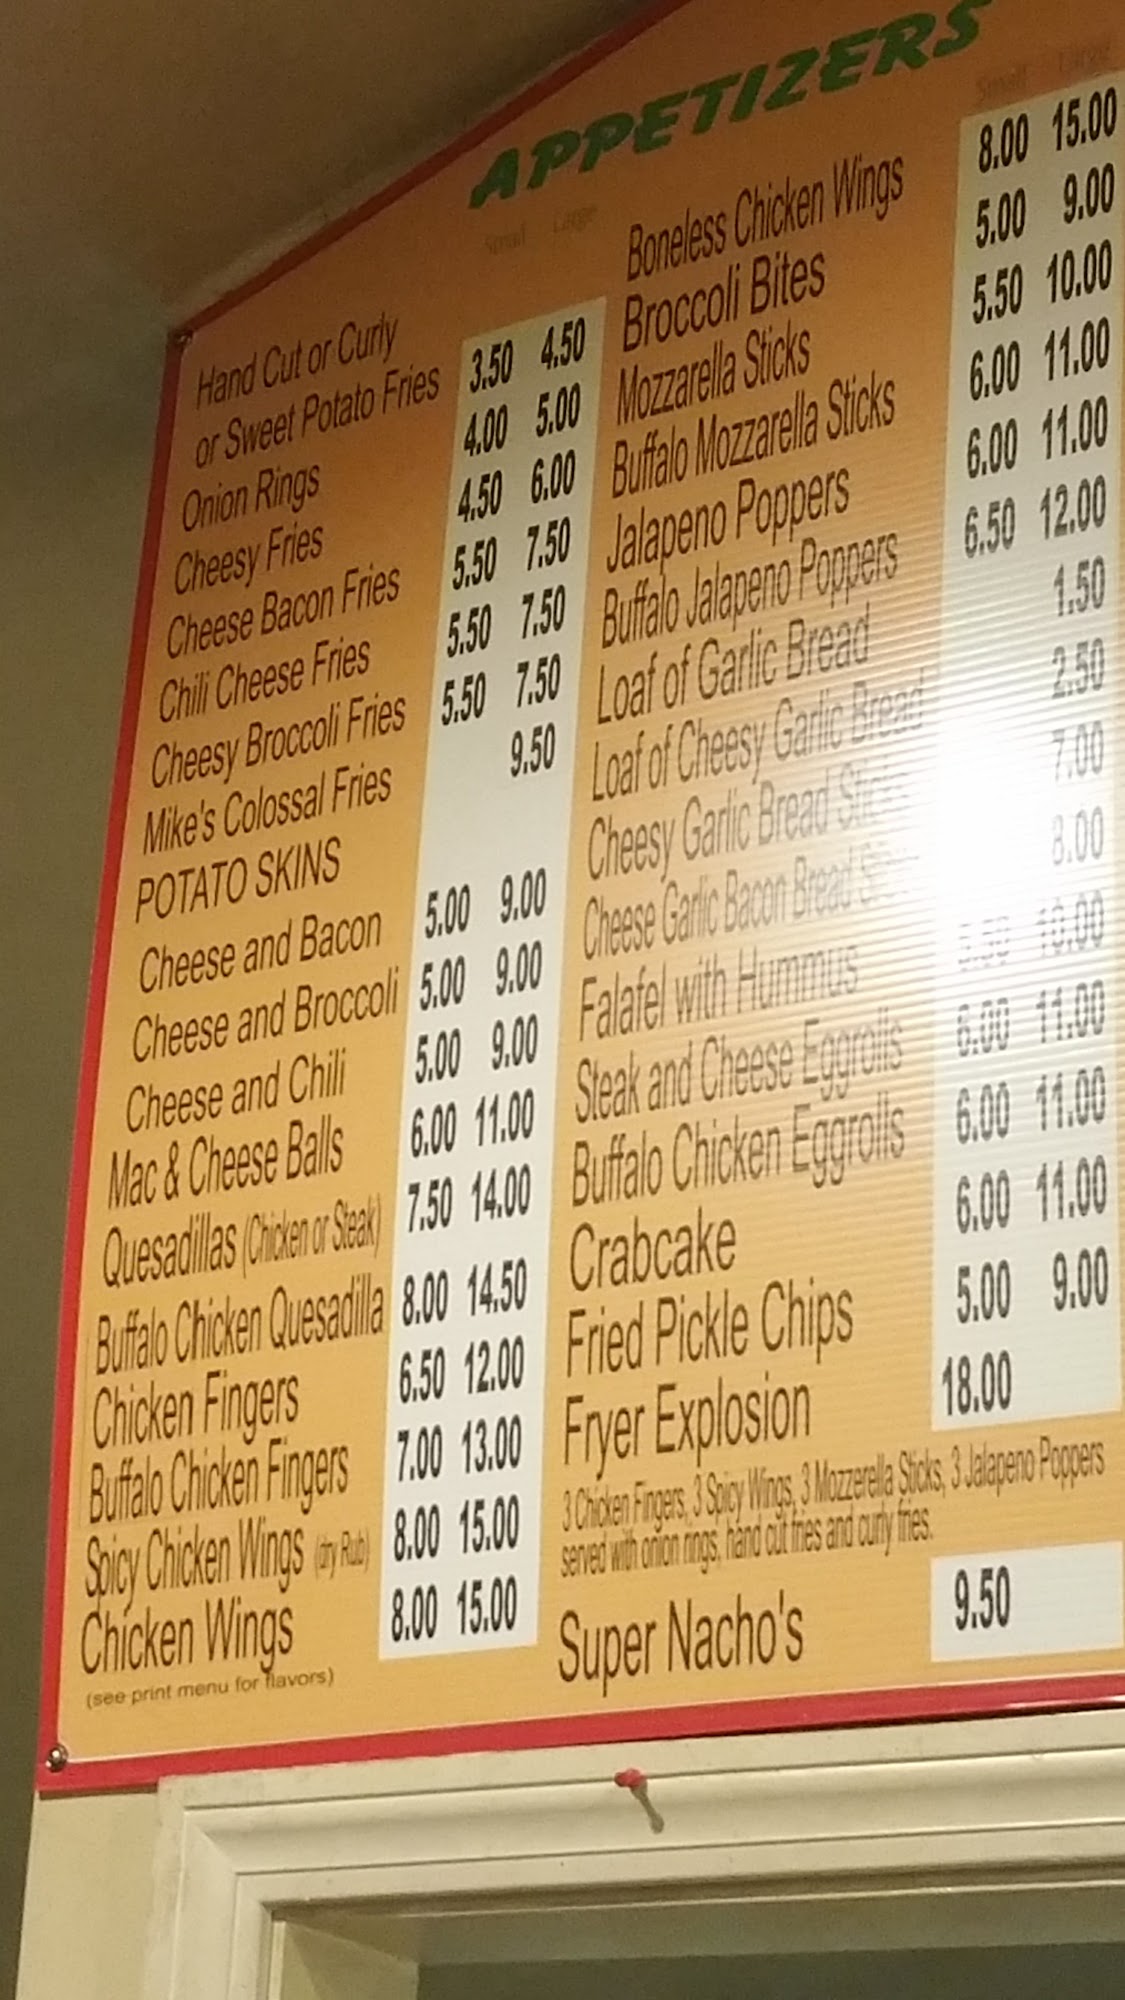 APPETIZERS
Small Large
Hand Cut or Curly
or Sweet Potato Fries 3.50 4.50
Onion Rings 4.00 5.00
Cheesy Fries 4.50 6.00
Cheese Bacon Fries 5.50 7.50
Chili Cheese Fries 5.50 7.50
Cheesy Broccoli Fries 5.50 7.50
Mike's Colossal Fries 9.50
POTATO SKINS
Cheese and Bacon 5.00 9.00
Cheese and Broccoli 5.00 9.00
Cheese and Chili 5.00 9.00
Mac & Cheese Balls 6.00 11.00
Quesadillas (Chicken or Steak) 7.50 14.00
Buffalo Chicken Quesadilla 8.00 14.50
Chicken Fingers 6.50 12.00
Buffalo Chicken Fingers 7.00 13.00
Spicy Chicken Wings (dry Rub) 8.00 15.00
Chicken Wings 8.00 15.00
(see print menu for flavors)
Small Large
Boneless Chicken Wings 8.00 15.00
Broccoli Bites 5.00 9.00
Mozzarella Sticks 5.50 10.00
Buffalo Mozzarella Sticks 6.00 11.00
Jalapeno Poppers 6.00 11.00
Buffalo Jalapeno Poppers 6.50 12.00
Loaf of Garlic Bread 1.50
Loaf of Cheesy Garlic Bread 2.50
Cheesy Garlic Bread Sticks 7.00
Cheese Garlic Bacon Bread 8.00
Falafel with Hummus 10.00
Steak and Cheese Eggrolls 6.00 11.00
Buffalo Chicken Eggrolls 6.00 11.00
Crabcake 6.00 11.00
Fried Pickle Chips 5.00 9.00
Fryer Explosion 18.00
3 Chicken Fingers, 3 Spicy Wings, 3 Mozzerella Sticks, 3 Jalapeno Poppers
served with onion rings, hand cut fries and curly fries.
Super Nacho's 9.50